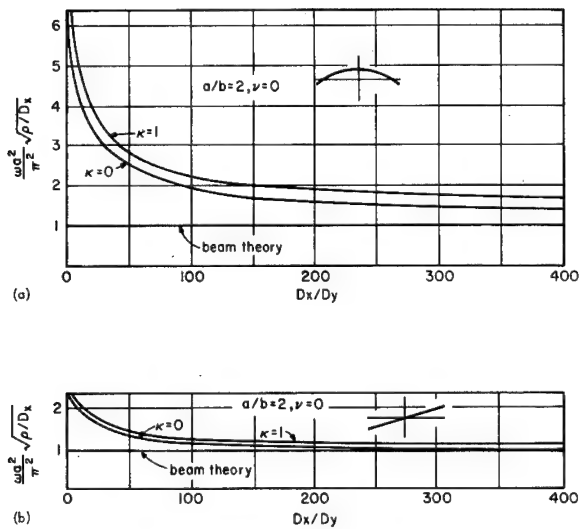 6
5
4
3
2
1
0
ωa²/π² √ρ/Dx
a/b=2, ν=0
κ=1
κ=0
beam theory
0 100 200 300 400
Dx/Dy
(a)
2
1
0
ωa²/π² √ρ/Dx
a/b=2, ν=0
κ=0
κ=1
beam theory
0 100 200 300 400
Dx/Dy
(b)